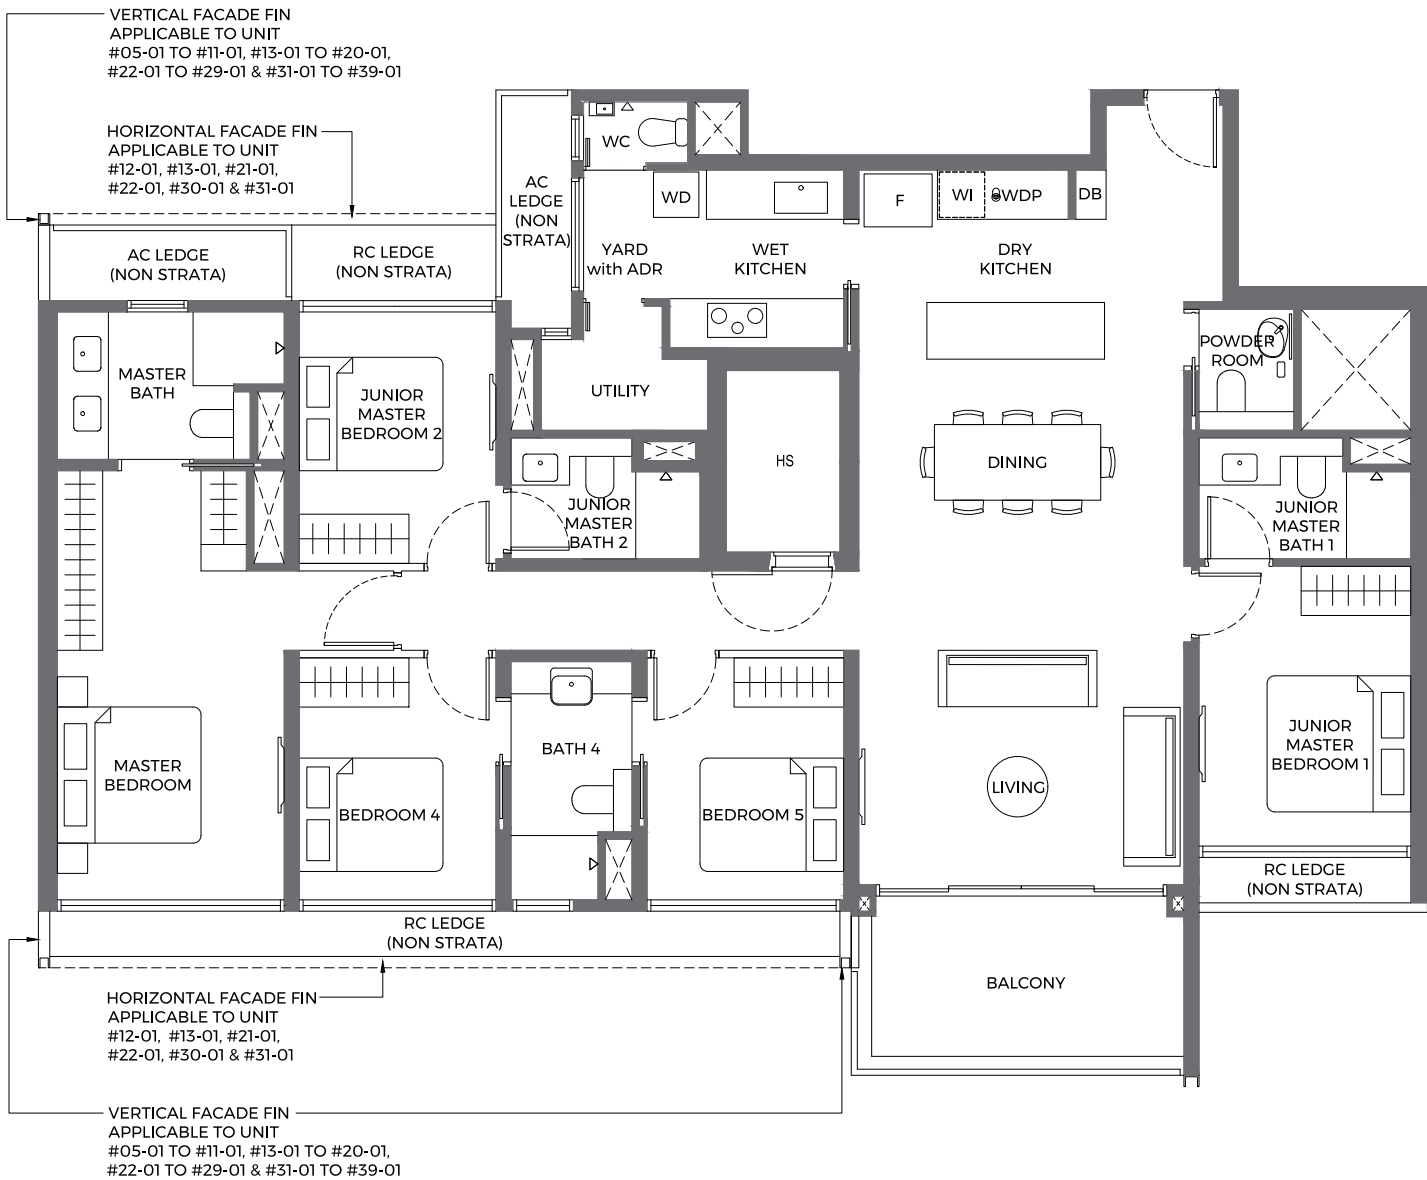 VERTICAL FACADE FIN
APPLICABLE TO UNIT
#05-01 TO #11-01, #13-01 TO #20-01,
#22-01 TO #29-01 & #31-01 TO #39-01
HORIZONTAL FACADE FIN
APPLICABLE TO UNIT
#12-01, #13-01, #21-01,
#22-01, #30-01 & #31-01
WC
AC
LEDGE
(NON
STRATA)
WD
F
WI
WDP
DB
AC LEDGE
(NON STRATA)
RC LEDGE
(NON STRATA)
YARD
with ADR
WET
KITCHEN
DRY
KITCHEN
MASTER
BATH
JUNIOR
MASTER
BEDROOM 2
UTILITY
POWDER
ROOM
HS
DINING
JUNIOR
MASTER
BATH 2
JUNIOR
MASTER
BATH 1
MASTER
BEDROOM
BEDROOM 4
BATH 4
BEDROOM 5
LIVING
JUNIOR
MASTER
BEDROOM 1
RC LEDGE
(NON STRATA)
RC LEDGE
(NON STRATA)
BALCONY
HORIZONTAL FACADE FIN
APPLICABLE TO UNIT
#12-01, #13-01, #21-01,
#22-01, #30-01 & #31-01
VERTICAL FACADE FIN
APPLICABLE TO UNIT
#05-01 TO #11-01, #13-01 TO #20-01,
#22-01 TO #29-01 & #31-01 TO #39-01